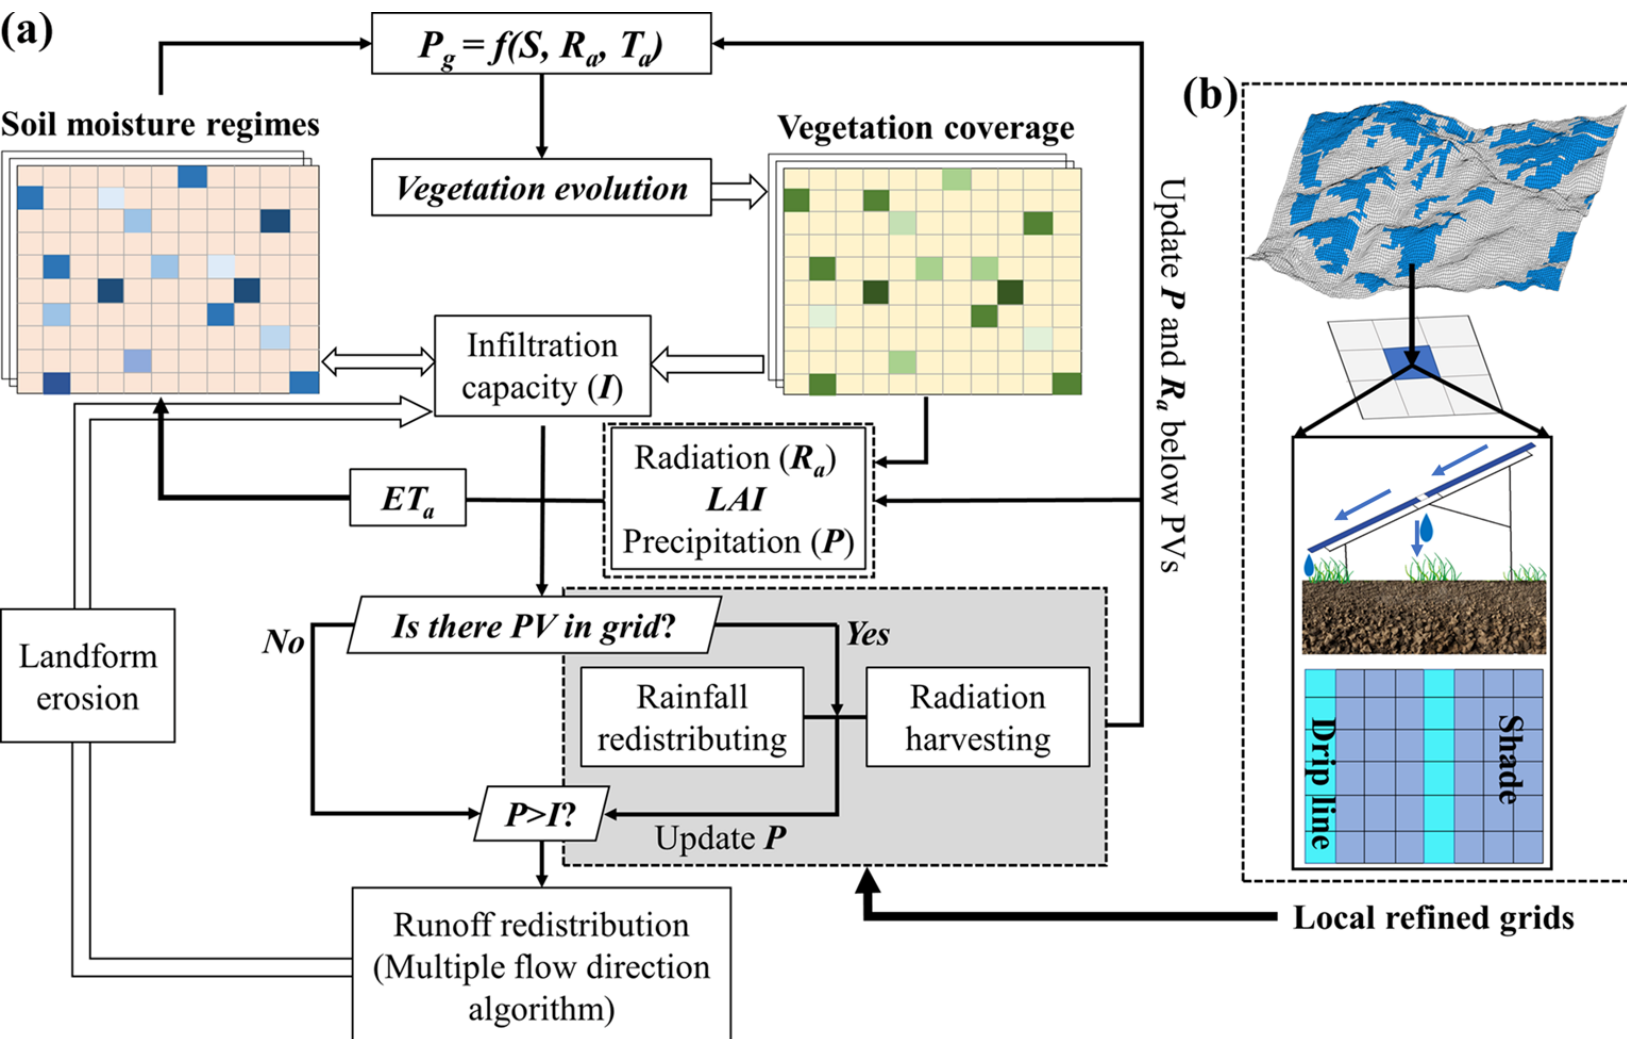 (a)
P_g = f(S, R_a, T_a)
Soil moisture regimes
Vegetation evolution
Vegetation coverage
Infiltration
capacity (I)
Radiation (R_a)
LAI
Precipitation (P)
ET_a
Update P and R_a below PVs
Is there PV in grid?
No
Yes
Landform
erosion
Rainfall
redistributing
Radiation
harvesting
P>I?
Update P
Runoff redistribution
(Multiple flow direction
algorithm)
(b)
Drip line
Shade
Local refined grids